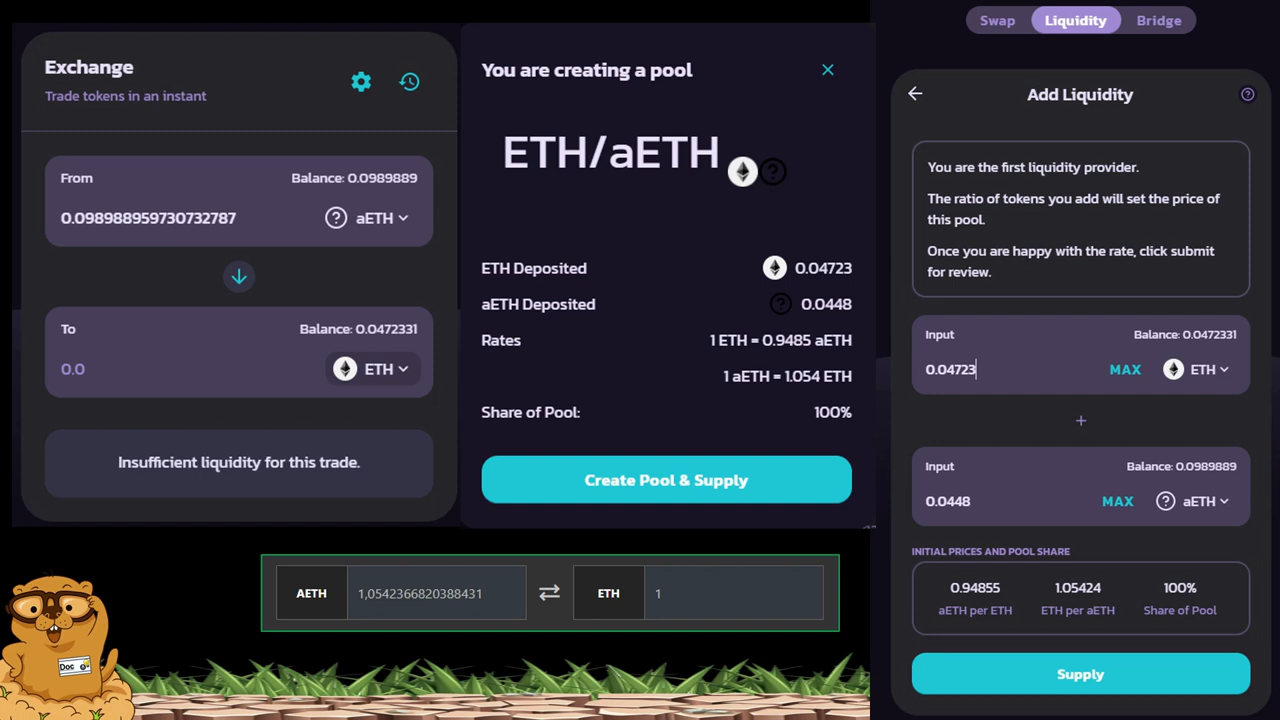 Exchange
Trade tokens in an instant
From
Balance: 0.0989889
0.098988959730732787
aETH
To
Balance: 0.0472331
0.0
ETH
Insufficient liquidity for this trade.
You are creating a pool
ETH/aETH
ETH Deposited 0.04723
aETH Deposited 0.0448
Rates 1 ETH = 0.9485 aETH
1 aETH = 1.054 ETH
Share of Pool: 100%
Create Pool & Supply
AETH 1,0542366820388431 ETH 1
Doc
Swap Liquidity Bridge
Add Liquidity
You are the first liquidity provider.
The ratio of tokens you add will set the price of
this pool.
Once you are happy with the rate, click submit
for review.
Input Balance: 0.0472331
0.04723 MAX ETH
+
Input Balance: 0.0989889
0.0448 MAX aETH
INITIAL PRICES AND POOL SHARE
0.94855 1.05424 100%
aETH per ETH ETH per aETH Share of Pool
Supply